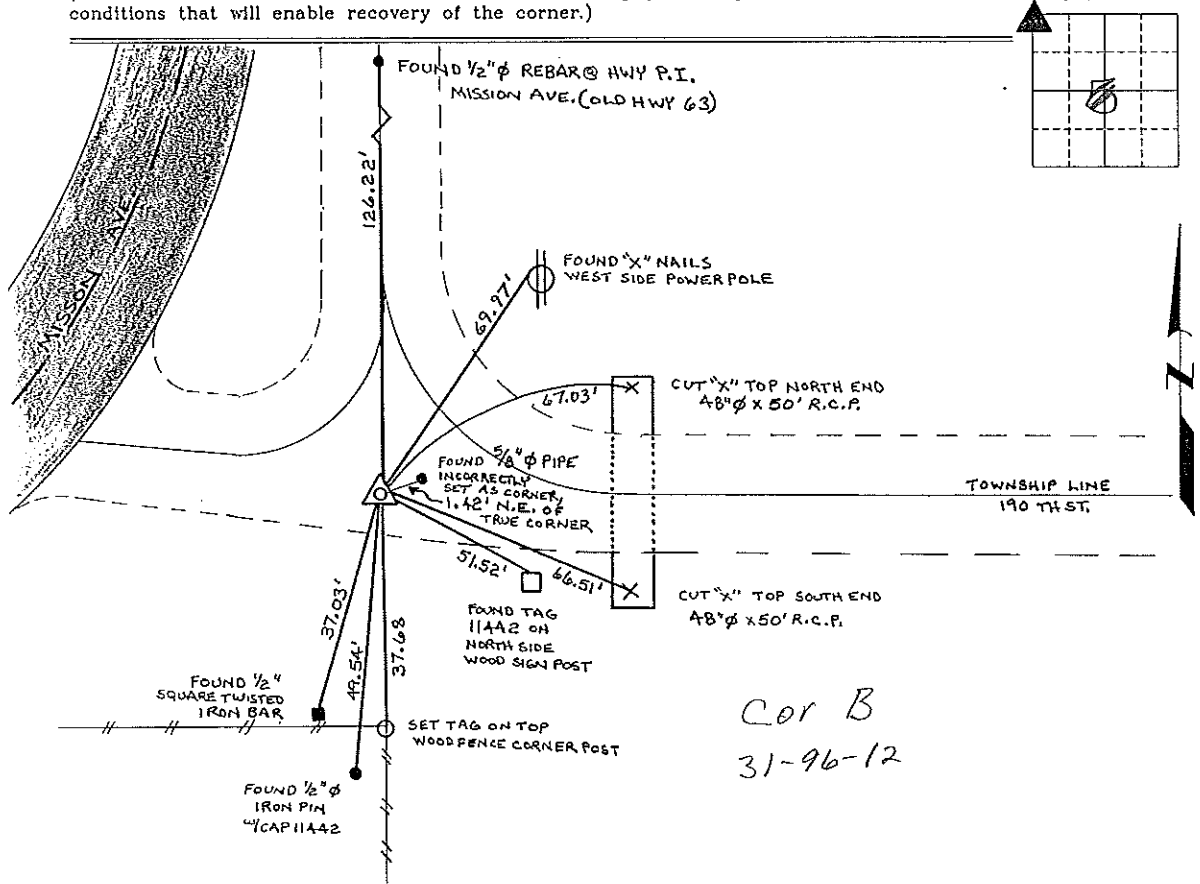 conditions that will enable recovery of the corner.)
FOUND 1/2"φ REBAR @ HWY P.I.
MISSION AVE. (OLD HWY 63)
126.22'
MISSON AVE.
FOUND "X" NAILS
WEST SIDE POWERPOLE
69.97'
N
CUT "X" TOP NORTH END
48"φ x 50' R.C.P.
67.03'
FOUND 5/8"φ PIPE
INCORRECTLY
SET AS CORNER,
1.42' N.E. OF
TRUE CORNER
TOWNSHIP LINE
190 TH ST.
51.52'
66.51'
CUT "X" TOP SOUTH END
48"φ x 50' R.C.P.
FOUND TAG
11442 ON
NORTH SIDE
WOOD SIGN POST
37.03'
49.54'
37.68
FOUND 1/2"
SQUARE TWISTED
IRON BAR
SET TAG ON TOP
WOOD FENCE CORNER POST
FOUND 1/2"φ
IRON PIN
W/CAP 11442
Cor B
31-96-12